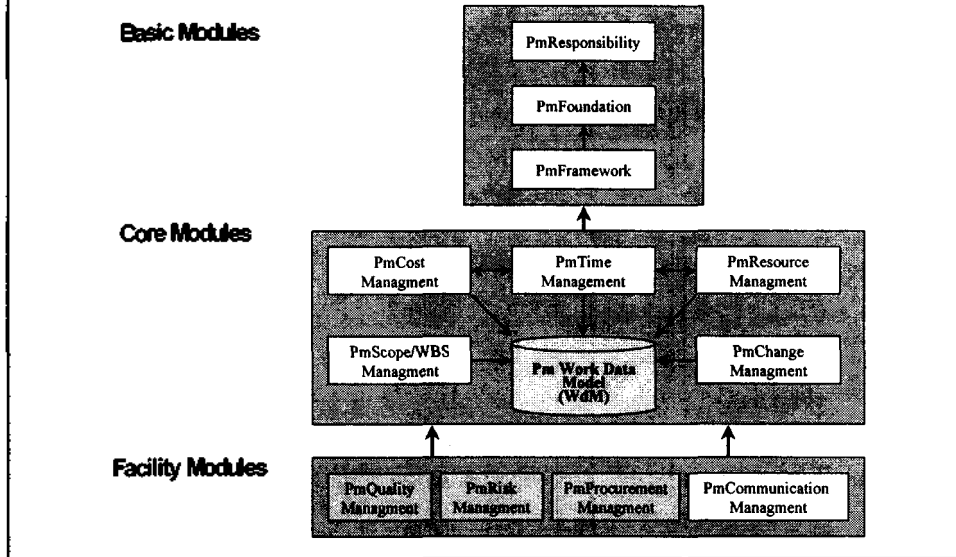 Basic Modules
PmResponsibility
PmFoundation
PmFramework
Core Modules
PmCost
Managment
PmTime
Management
PmResource
Managment
PmScope/WBS
Managment
Pm Work Data
Model
(WdM)
PmChange
Managment
Facility Modules
PmQuality
Managment
PmRisk
Managment
PmProcurement
Managment
PmCommunication
Managment